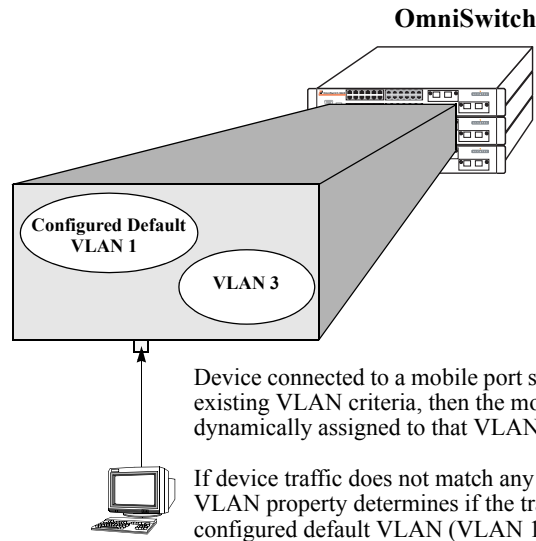 OmniSwitch
Configured Default
VLAN 1
VLAN 3
Device connected to a mobile port
existing VLAN criteria, then the
dynamically assigned to that VLAN
If device traffic does not match any
VLAN property determines if the
configured default VLAN (VLAN 1